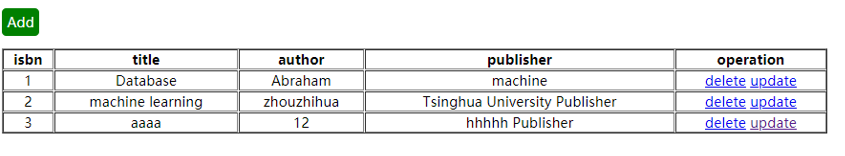 Add
isbn title author publisher operation
1 Database Abraham machine delete update
2 machine learning zhouzhihua Tsinghua University Publisher delete update
3 aaaa 12 hhhhh Publisher delete update